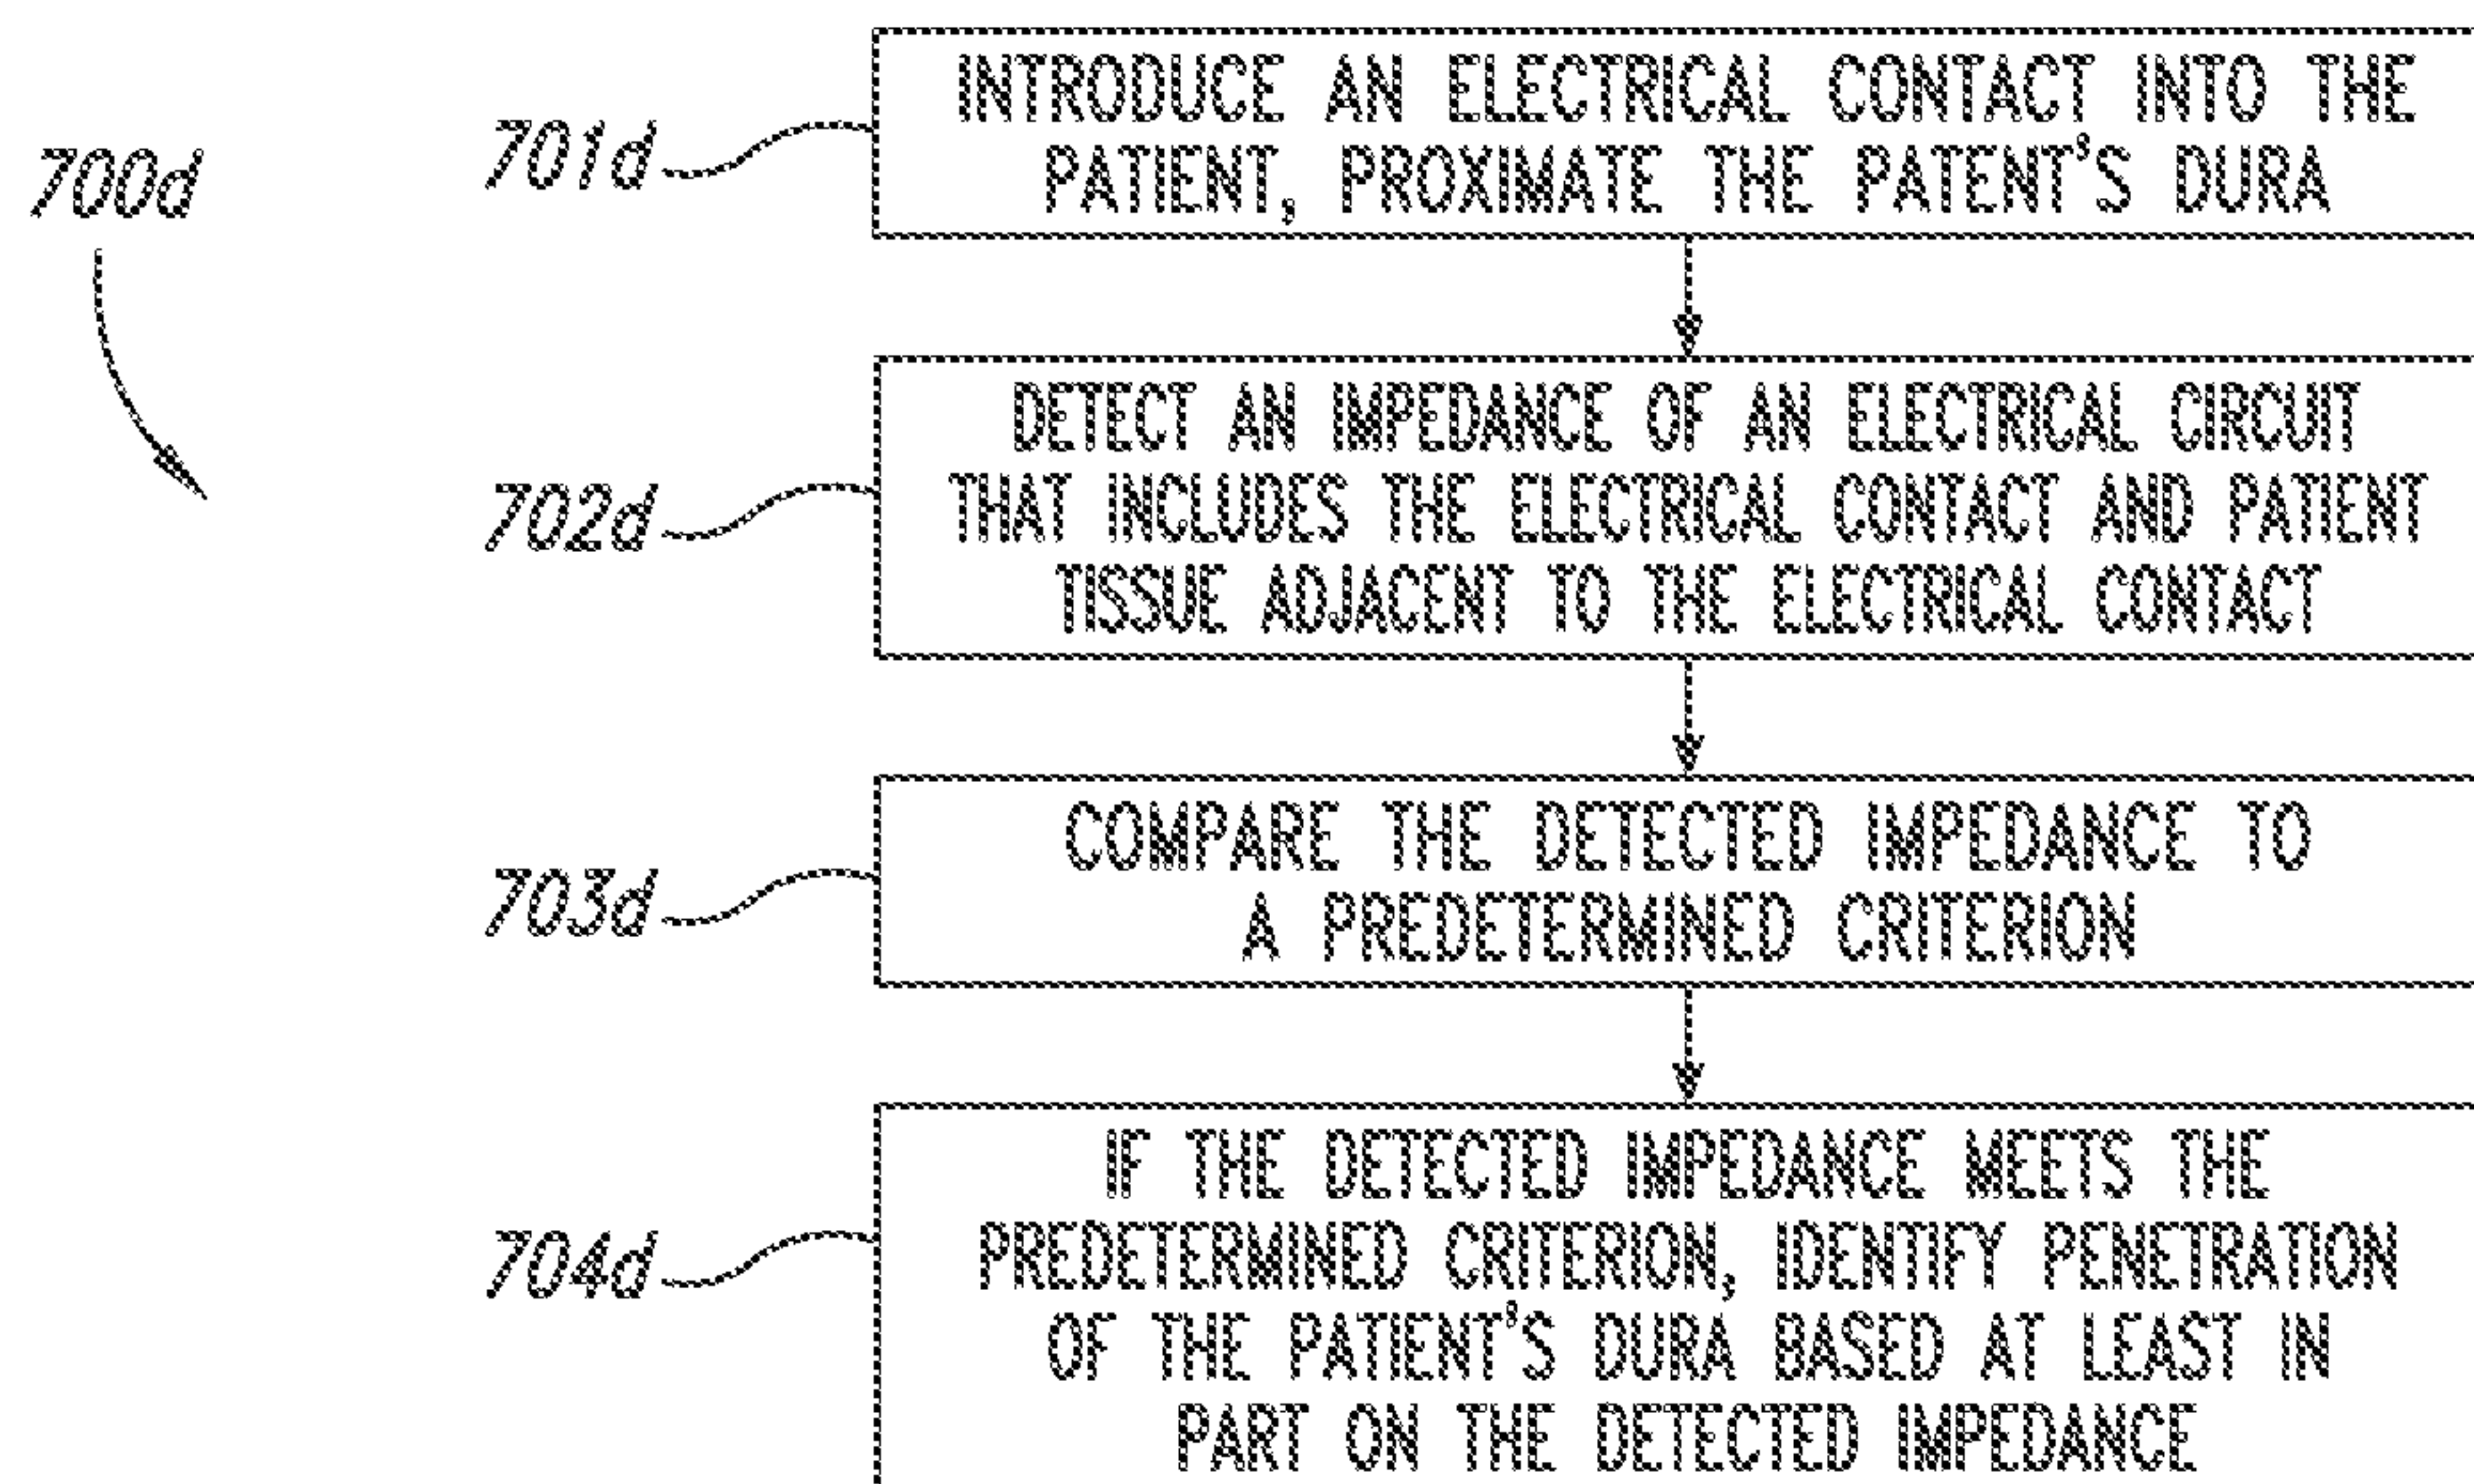 700d
701d
INTRODUCE AN ELECTRICAL CONTACT INTO THE
PATIENT, PROXIMATE THE PATENT'S DURA
702d
DETECT AN IMPEDANCE OF AN ELECTRICAL CIRCUIT
THAT INCLUDES THE ELECTRICAL CONTACT AND PATIENT
TISSUE ADJACENT TO THE ELECTRICAL CONTACT
703d
COMPARE THE DETECTED IMPEDANCE TO
A PREDETERMINED CRITERION
704d
IF THE DETECTED IMPEDANCE MEETS THE
PREDETERMINED CRITERION, IDENTIFY PENETRATION
OF THE PATIENT'S DURA BASED AT LEAST IN
PART ON THE DETECTED IMPEDANCE